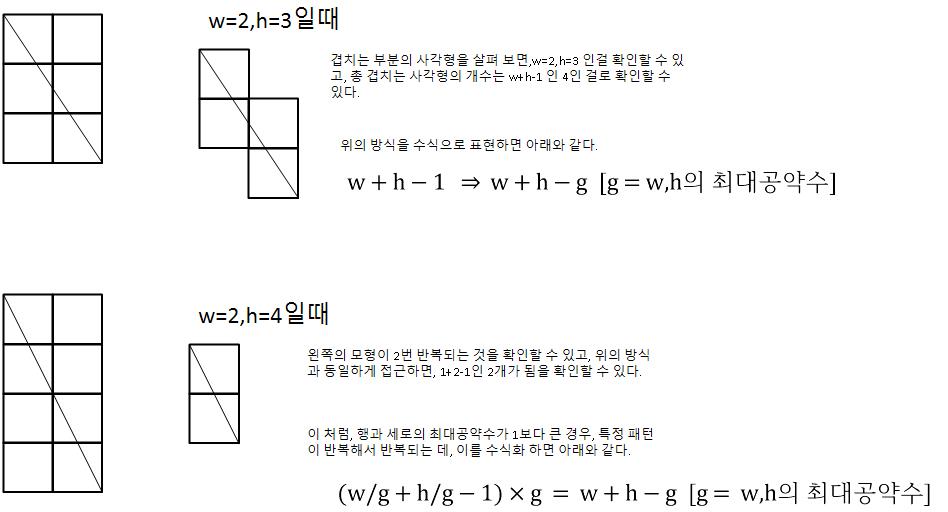 w=2,h=3일때
겹치는 부분의 사각형을 살펴 보면,w=2,h=3 인걸 확인할 수 있
고, 총 겹치는 사각형의 개수는 w+h-1 인 4인 걸로 확인할 수
있다.
위의 방식을 수식으로 표현하면 아래와 같다.
w + h − 1 ⇒ w + h − g [g = w,h의 최대공약수]
w=2,h=4일때
왼쪽의 모형이 2번 반복되는 것을 확인할 수 있고, 위의 방식
과 동일하게 접근하면, 1+2-1인 2개가 됨을 확인할 수 있다.
이 처럼, 행과 세로의 최대공약수가 1보다 큰 경우, 특정 패턴
이 반복해서 반복되는 데, 이를 수식화 하면 아래와 같다.
(w/g + h/g − 1) × g = w + h − g [g = w,h의 최대공약수]